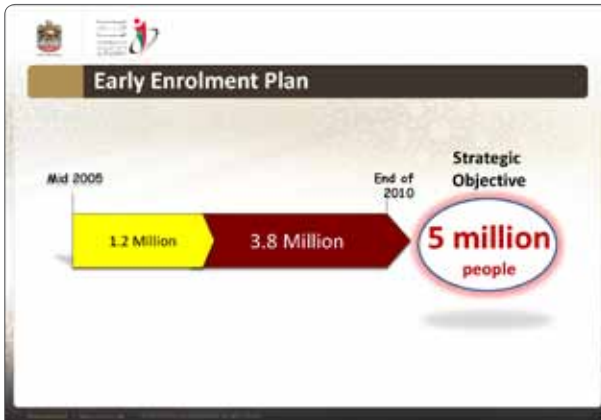 Early Enrolment Plan
Strategic
Objective
Mid 2005
End of
2010
1.2 Million
3.8 Million
5 million
people